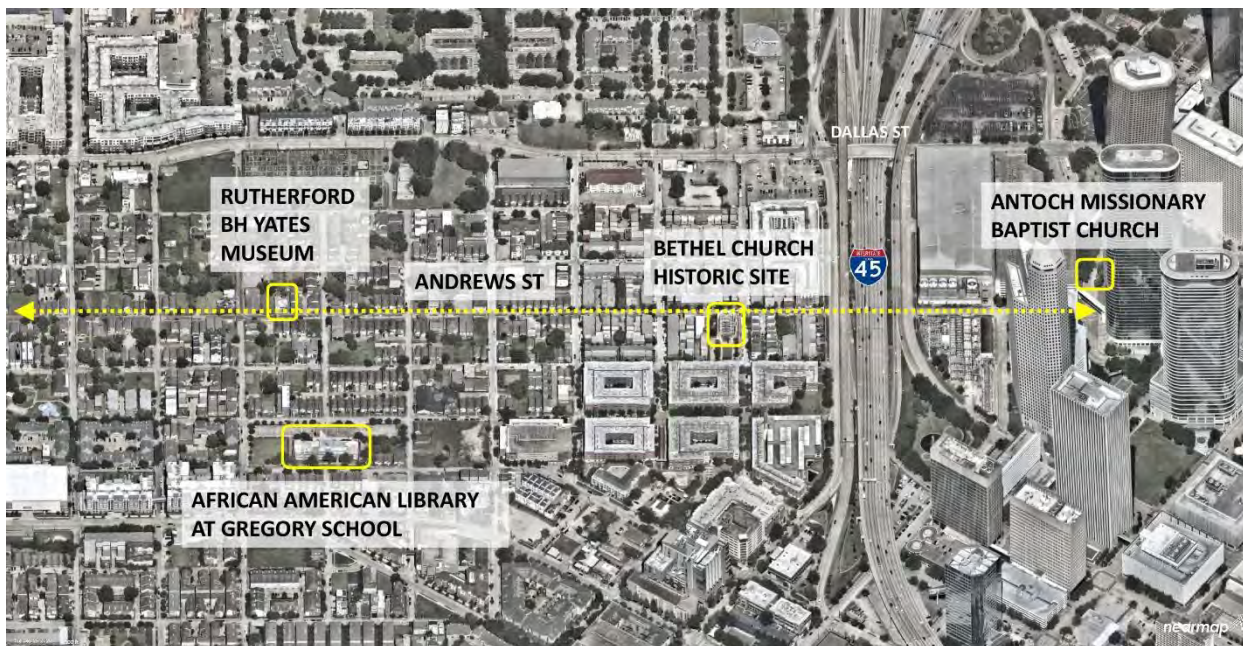 DALLAS ST
RUTHERFORD
BH YATES
MUSEUM
ANTOCH MISSIONARY
BAPTIST CHURCH
BETHEL CHURCH
HISTORIC SITE
ANDREWS ST
INTERSTATE
45
AFRICAN AMERICAN LIBRARY
AT GREGORY SCHOOL
nearmap